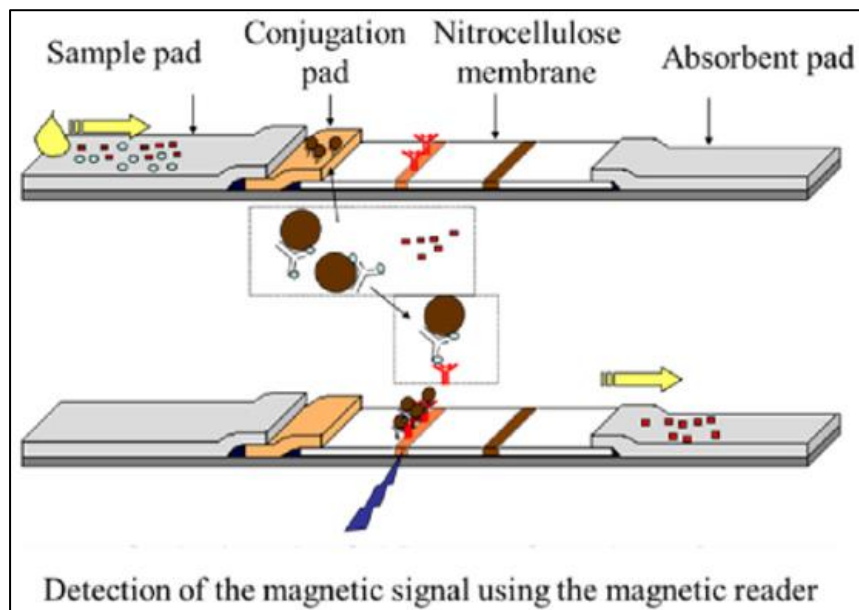 Sample pad
Conjugation
pad
Nitrocellulose
membrane
Absorbent pad
Detection of the magnetic signal using the magnetic reader